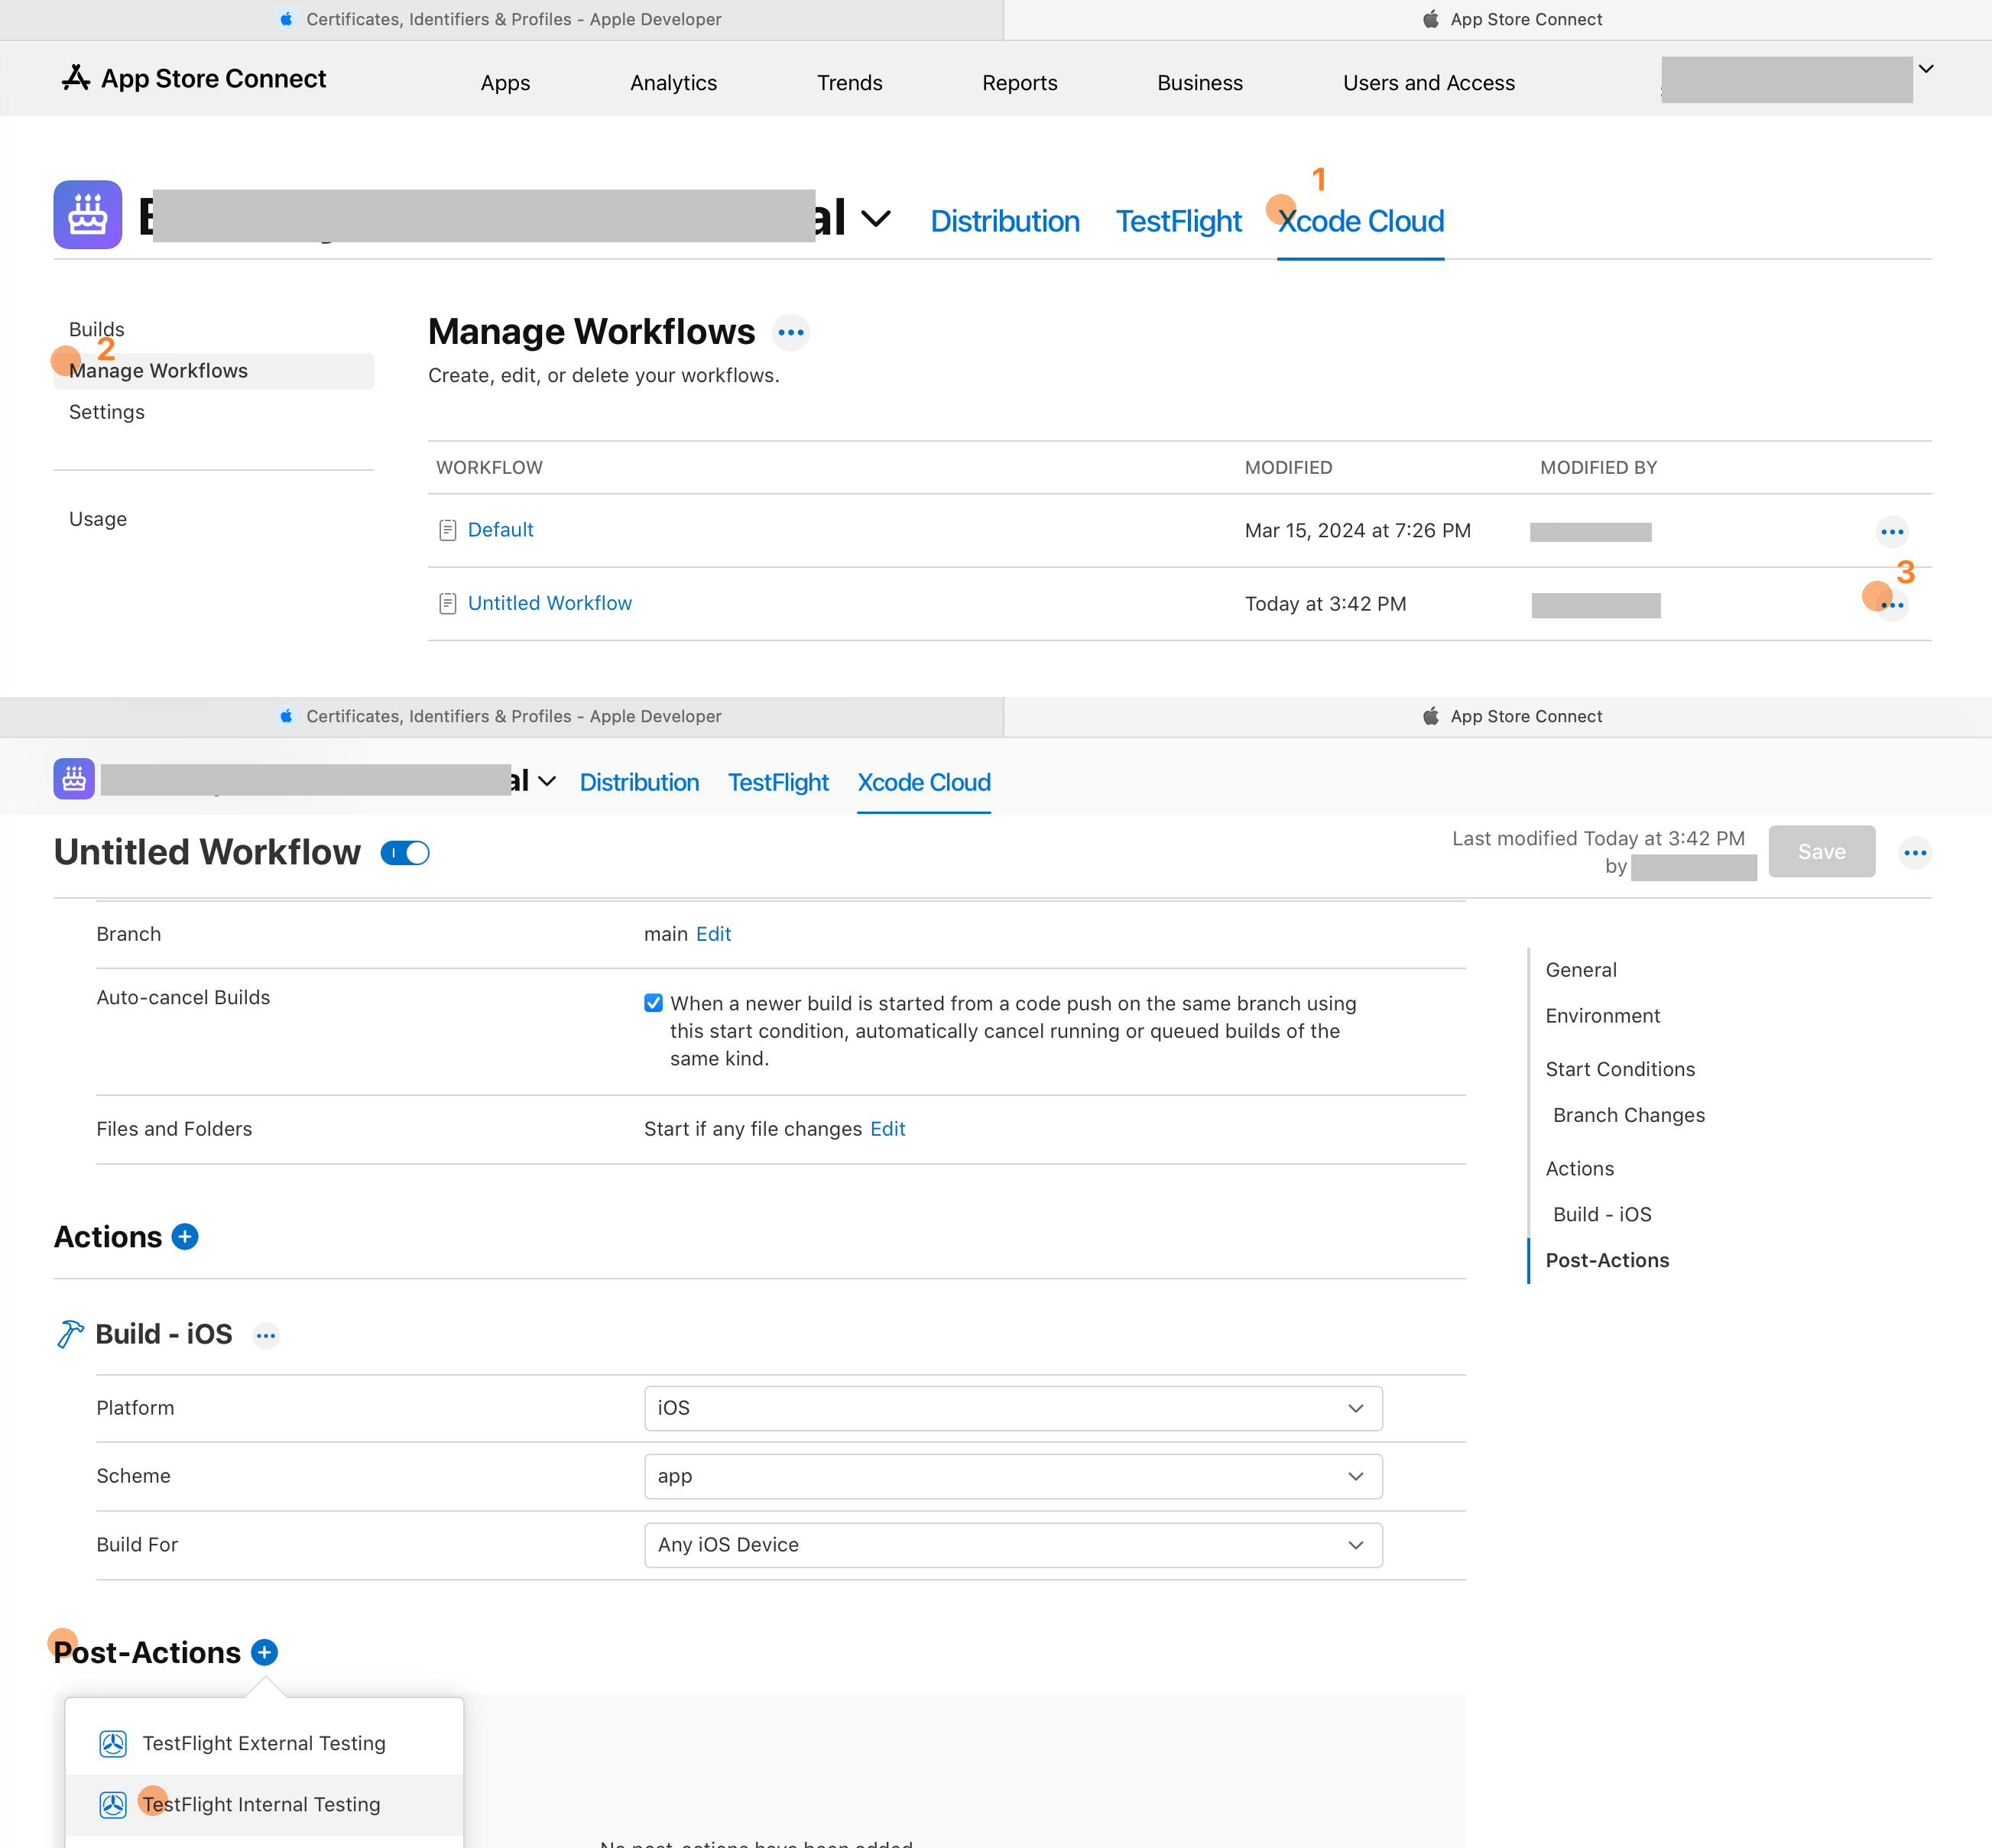 Certificates, Identifiers & Profiles - Apple Developer
App Store Connect
App Store Connect
Apps
Analytics
Trends
Reports
Business
Users and Access
al
Distribution
TestFlight
1
Xcode Cloud
Builds
2
Manage Workflows
Settings
Usage
Manage Workflows
Create, edit, or delete your workflows.
WORKFLOW
MODIFIED
MODIFIED BY
Default
Mar 15, 2024 at 7:26 PM
3
Untitled Workflow
Today at 3:42 PM
Certificates, Identifiers & Profiles - Apple Developer
App Store Connect
al
Distribution
TestFlight
Xcode Cloud
Untitled Workflow
Last modified Today at 3:42 PM
by
Save
Branch
main Edit
Auto-cancel Builds
When a newer build is started from a code push on the same branch using
this start condition, automatically cancel running or queued builds of the
same kind.
Files and Folders
Start if any file changes Edit
General
Environment
Start Conditions
Branch Changes
Actions
Build - iOS
Post-Actions
Actions
Build - iOS
Platform
iOS
Scheme
app
Build For
Any iOS Device
Post-Actions
TestFlight External Testing
TestFlight Internal Testing
No post-actions have been added